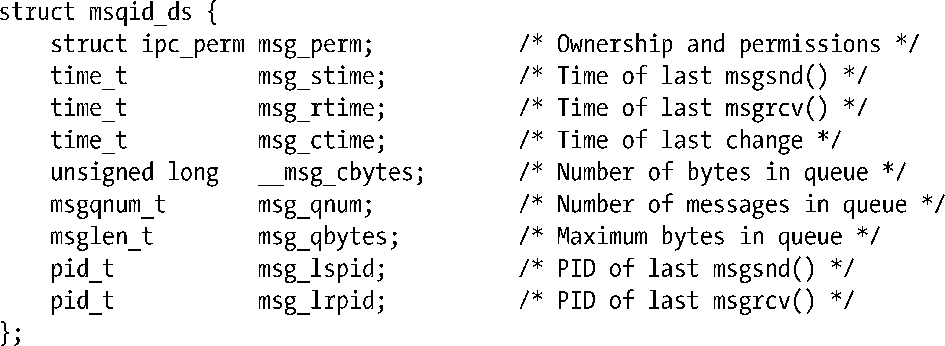 struct msqid_ds {
    struct ipc_perm msg_perm;         /* Ownership and permissions */
    time_t          msg_stime;        /* Time of last msgsnd() */
    time_t          msg_rtime;        /* Time of last msgrcv() */
    time_t          msg_ctime;        /* Time of last change */
    unsigned long   __msg_cbytes;     /* Number of bytes in queue */
    msgqnum_t       msg_qnum;         /* Number of messages in queue */
    msglen_t        msg_qbytes;       /* Maximum bytes in queue */
    pid_t           msg_lspid;        /* PID of last msgsnd() */
    pid_t           msg_lrpid;        /* PID of last msgrcv() */
};